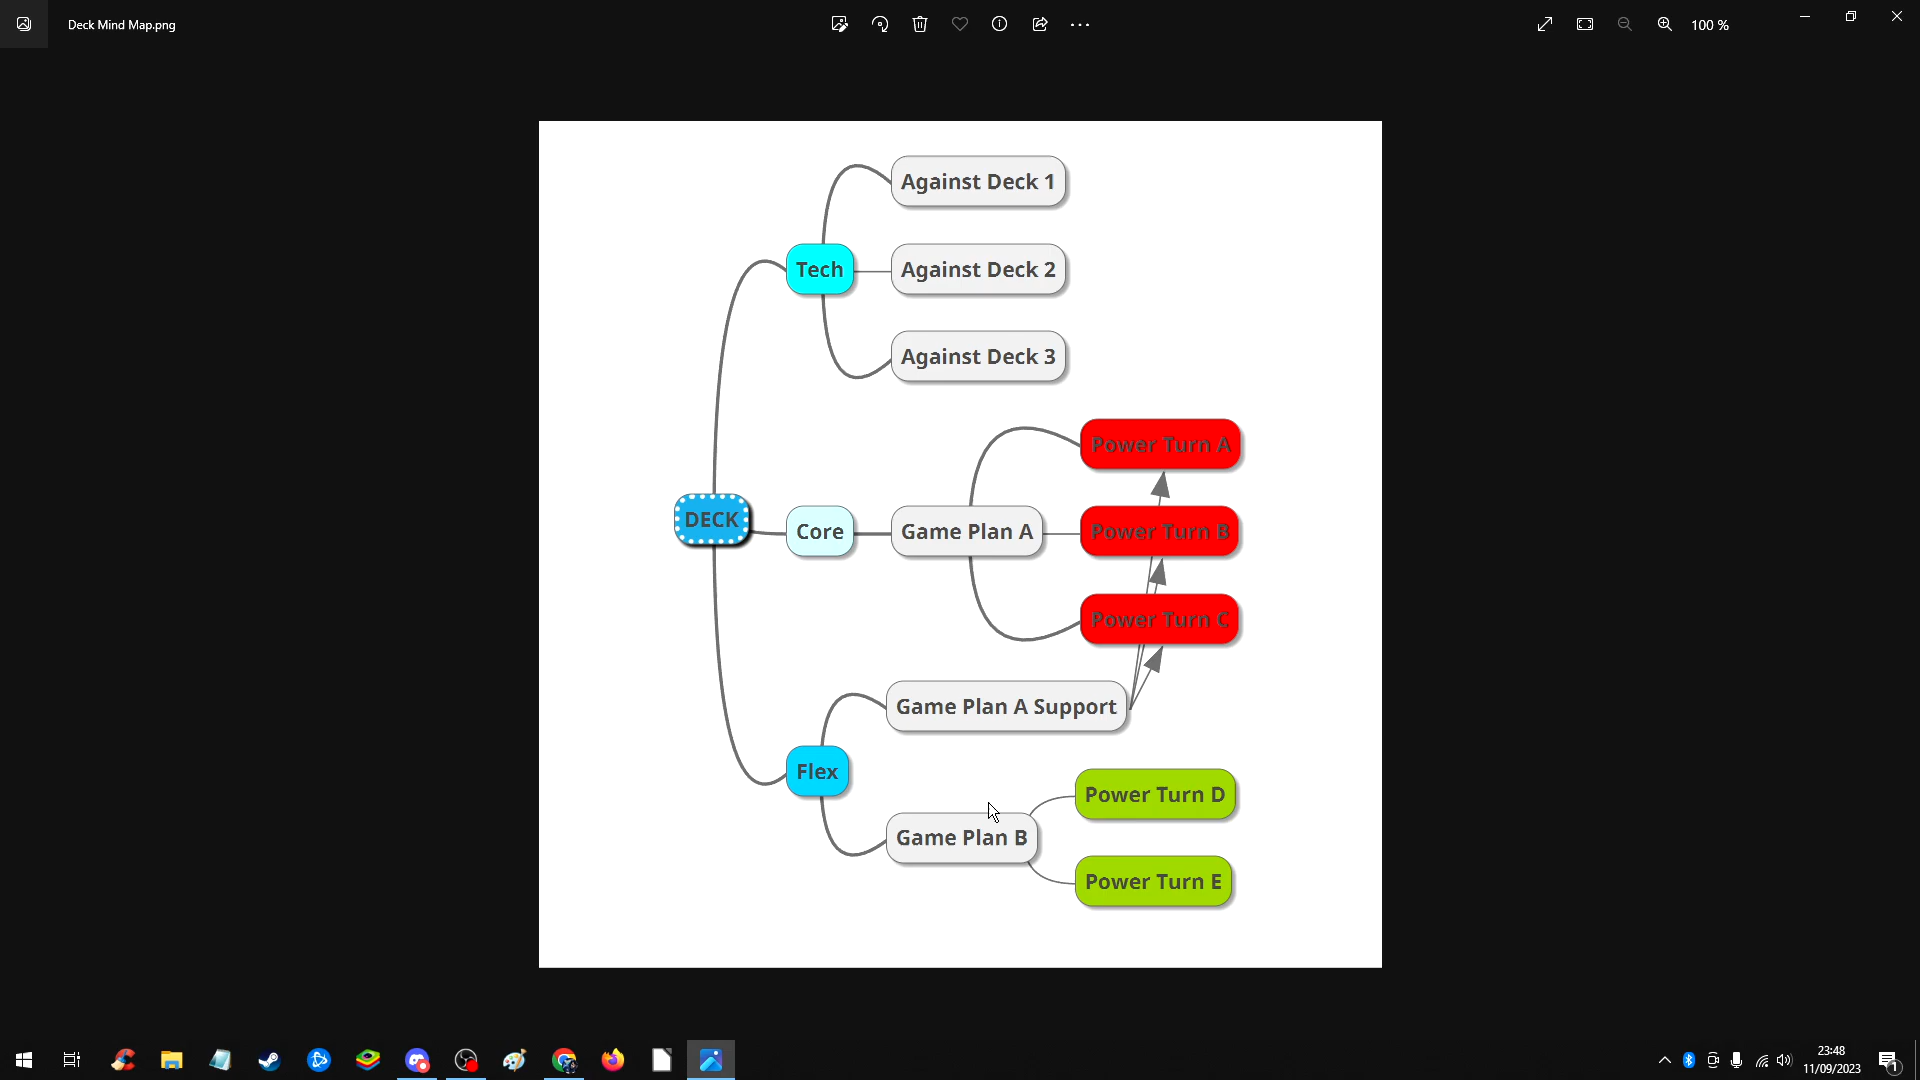 Deck Mind Map.png
100 %
Against Deck 1
Tech
Against Deck 2
Against Deck 3
Power Turn A
DECK
Core
Game Plan A
Power Turn B
Power Turn C
Game Plan A Support
Flex
Power Turn D
Game Plan B
Power Turn E
23:48
11/09/2023
1